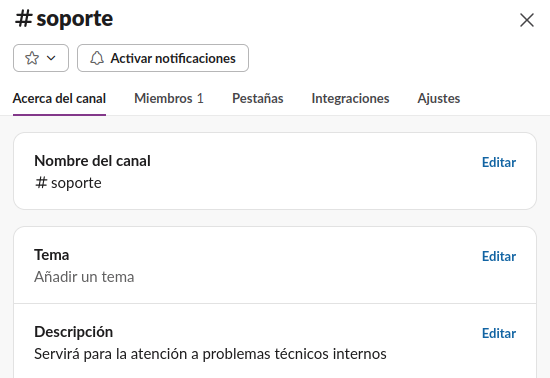 # soporte
Activar notificaciones
Acerca del canal Miembros 1 Pestañas Integraciones Ajustes
Nombre del canal Editar
# soporte
Tema Editar
Añadir un tema
Descripción Editar
Servirá para la atención a problemas técnicos internos